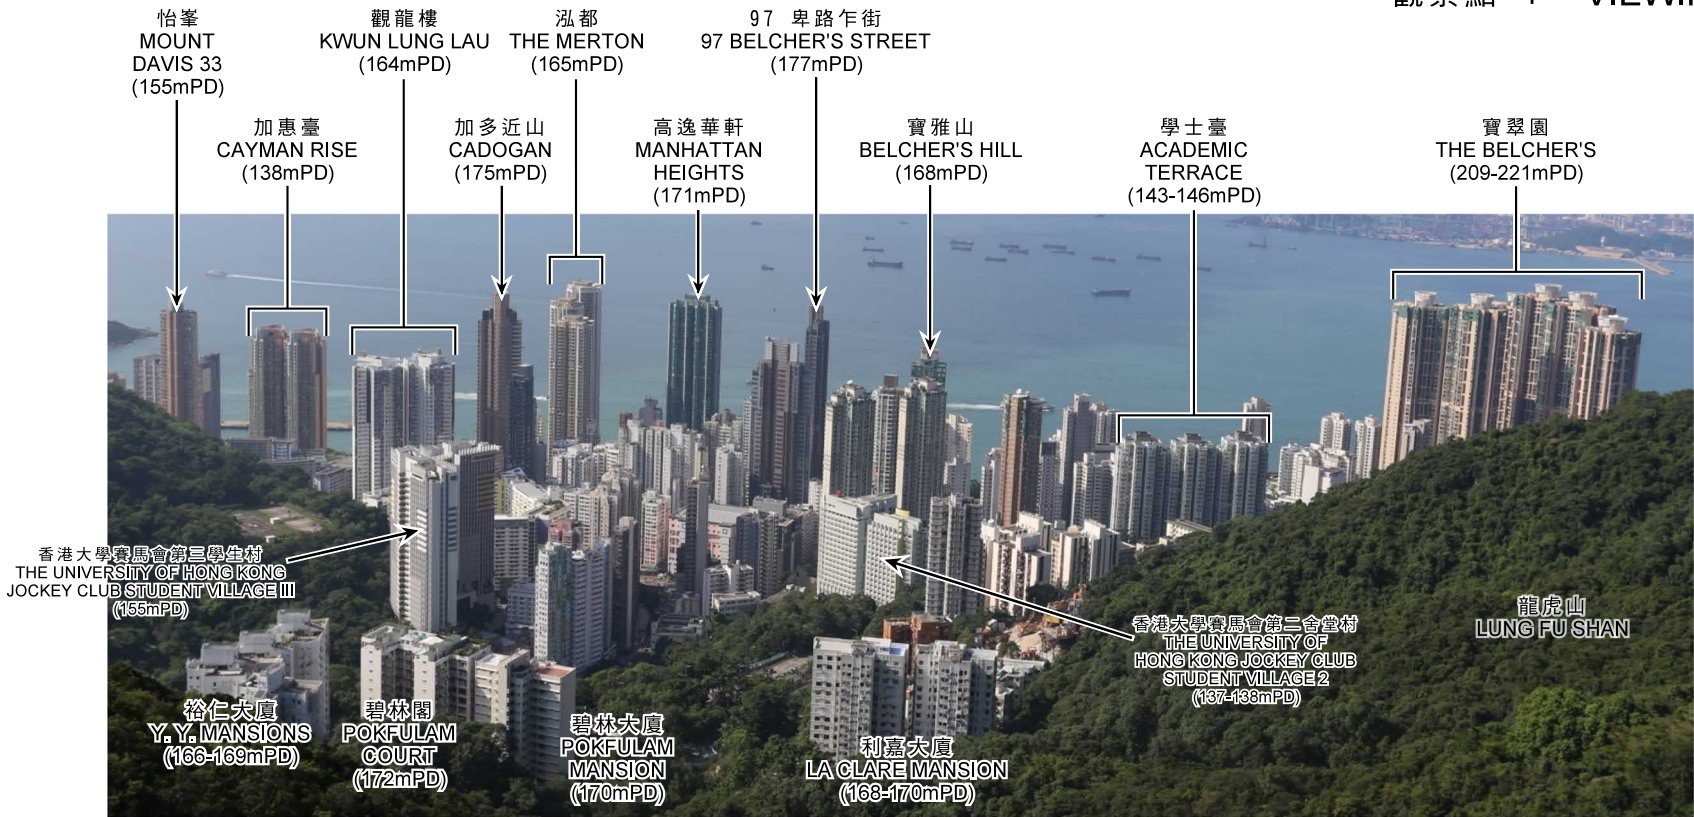 怡峯
MOUNT
DAVIS 33
(155mPD)
觀龍樓
KWUN LUNG LAU
(164mPD)
泓都
THE MERTON
(165mPD)
97 卑路乍街
97 BELCHER'S STREET
(177mPD)
加惠臺
CAYMAN RISE
(138mPD)
加多近山
CADOGAN
(175mPD)
高逸華軒
MANHATTAN
HEIGHTS
(171mPD)
寶雅山
BELCHER'S HILL
(168mPD)
學士臺
ACADEMIC
TERRACE
(143-146mPD)
寶翠園
THE BELCHER'S
(209-221mPD)
香港大學賽馬會第三學生村
THE UNIVERSITY OF HONG KONG
JOCKEY CLUB STUDENT VILLAGE III
(155mPD)
龍虎山
LUNG FU SHAN
香港大學賽馬會第二舍堂村
THE UNIVERSITY OF
HONG KONG JOCKEY CLUB
STUDENT VILLAGE 2
(137-138mPD)
裕仁大廈
Y. Y. MANSIONS
(166-169mPD)
碧林閣
POKFULAM
COURT
(172mPD)
碧林大廈
POKFULAM
MANSION
(170mPD)
利嘉大廈
LA CLARE MANSION
(168-170mPD)